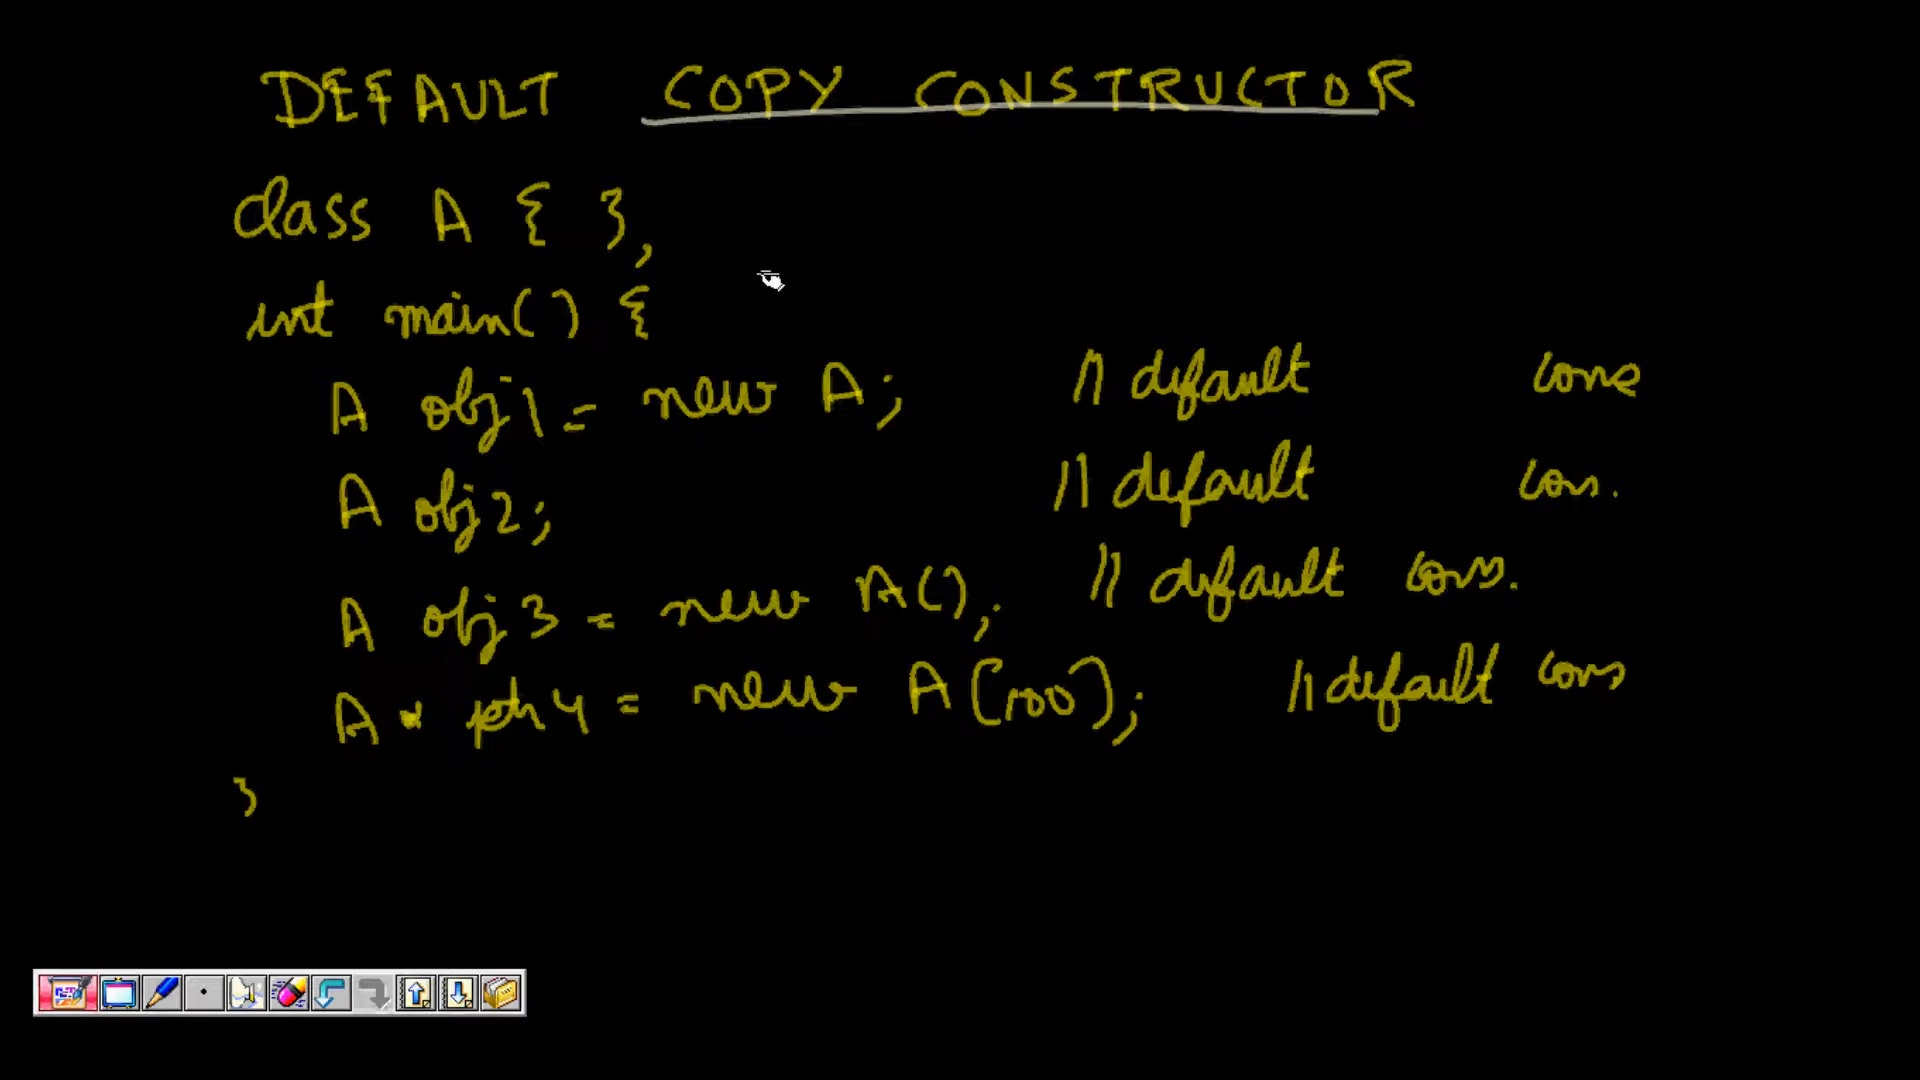 DEFAULT COPY CONSTRUCTOR
class A { },
int main() {
A obj1 = new A; // default cons
A obj2; // default con.
A obj3 = new A(); // default cons.
A* ptr4 = new A(100); // default cons
}